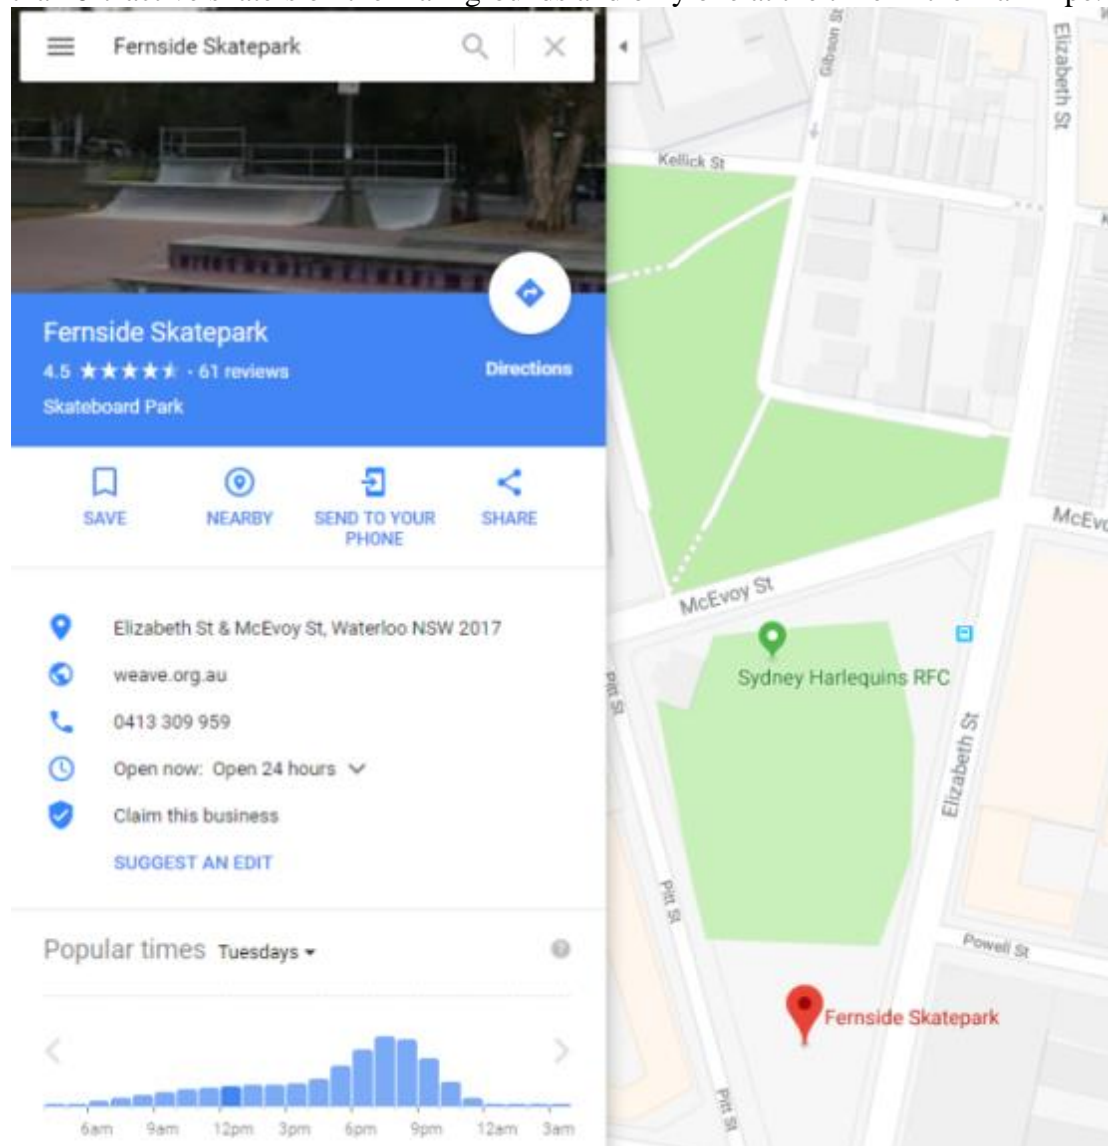 Fernside Skatepark
Fernside Skatepark
4.5 ★★★★ · 61 reviews
Directions
Skateboard Park
SAVE
NEARBY
SEND TO YOUR
PHONE
SHARE
Elizabeth St & McEvoy St, Waterloo NSW 2017
weave.org.au
0413 309 959
Open now: Open 24 hours
Claim this business
SUGGEST AN EDIT
Popular times Tuesdays
6am 9am 12pm 3pm 6pm 9pm 12am 3am
Gibson St
Elizabeth St
Kellick St
McEvoy St
Sydney Harlequins RFC
Pitt St
Elizabeth St
Pitt St
Powell St
Fernside Skatepark
Pitt St